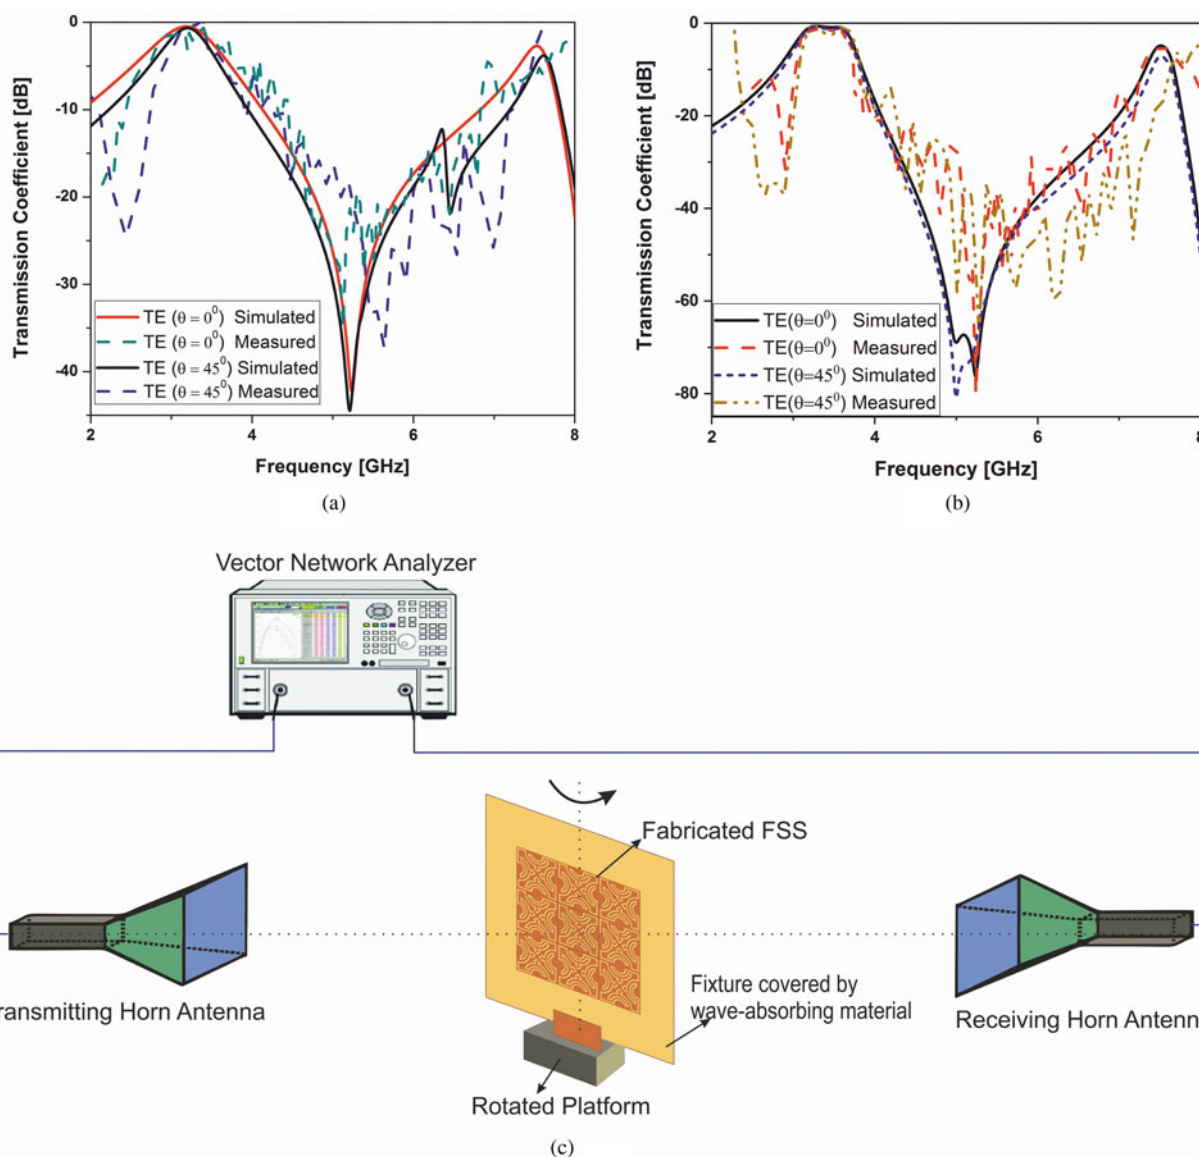 0
-10
-20
-30
-40
Transmission Coefficient [dB]
TE (θ = 0⁰) Simulated
TE (θ = 0⁰) Measured
TE (θ = 45⁰) Simulated
TE (θ = 45⁰) Measured
2 4 6 8
Frequency [GHz]
(a)
0
-20
-40
-60
-80
Transmission Coefficient [dB]
TE(θ=0⁰) Simulated
TE(θ=0⁰) Measured
TE(θ=45⁰) Simulated
TE(θ=45⁰) Measured
2 4 6 8
Frequency [GHz]
(b)
Vector Network Analyzer
Fabricated FSS
ransmitting Horn Antenna
Fixture covered by
wave-absorbing material
Receiving Horn Antenn
Rotated Platform
(c)